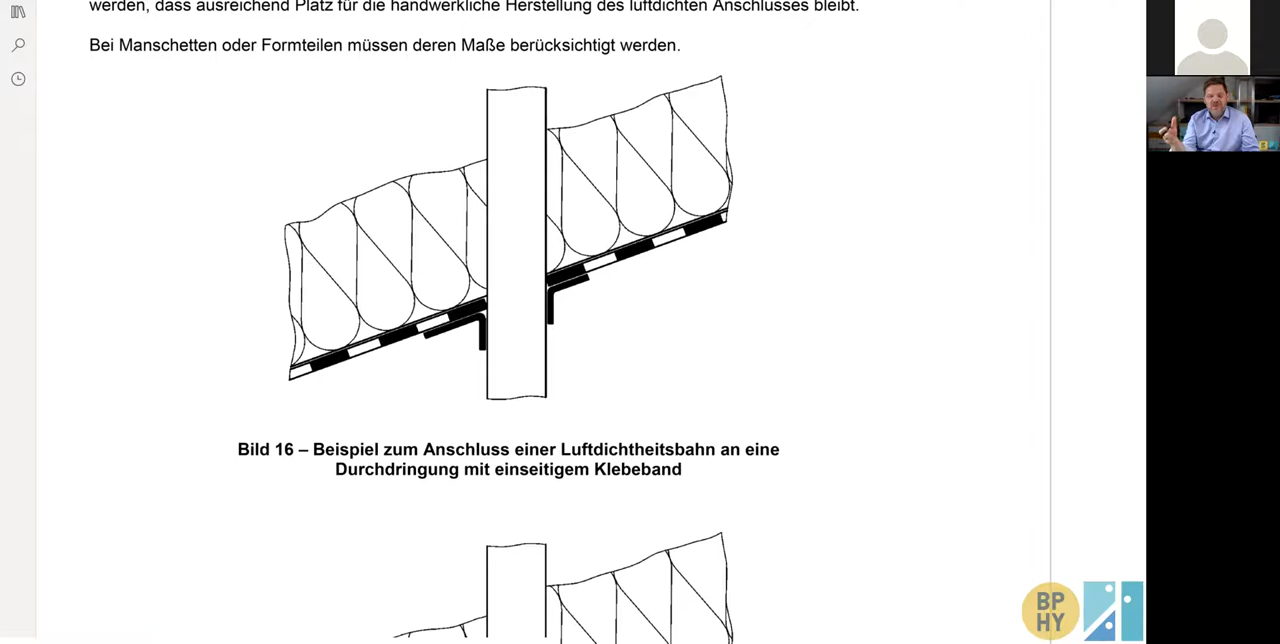 werden, dass ausreichend Platz für die handwerkliche Herstellung des luftdichten Anschlusses bleibt.
Bei Manschetten oder Formteilen müssen deren Maße berücksichtigt werden.
Bild 16 – Beispiel zum Anschluss einer Luftdichtheitsbahn an eine
Durchdringung mit einseitigem Klebeband
BP
HY